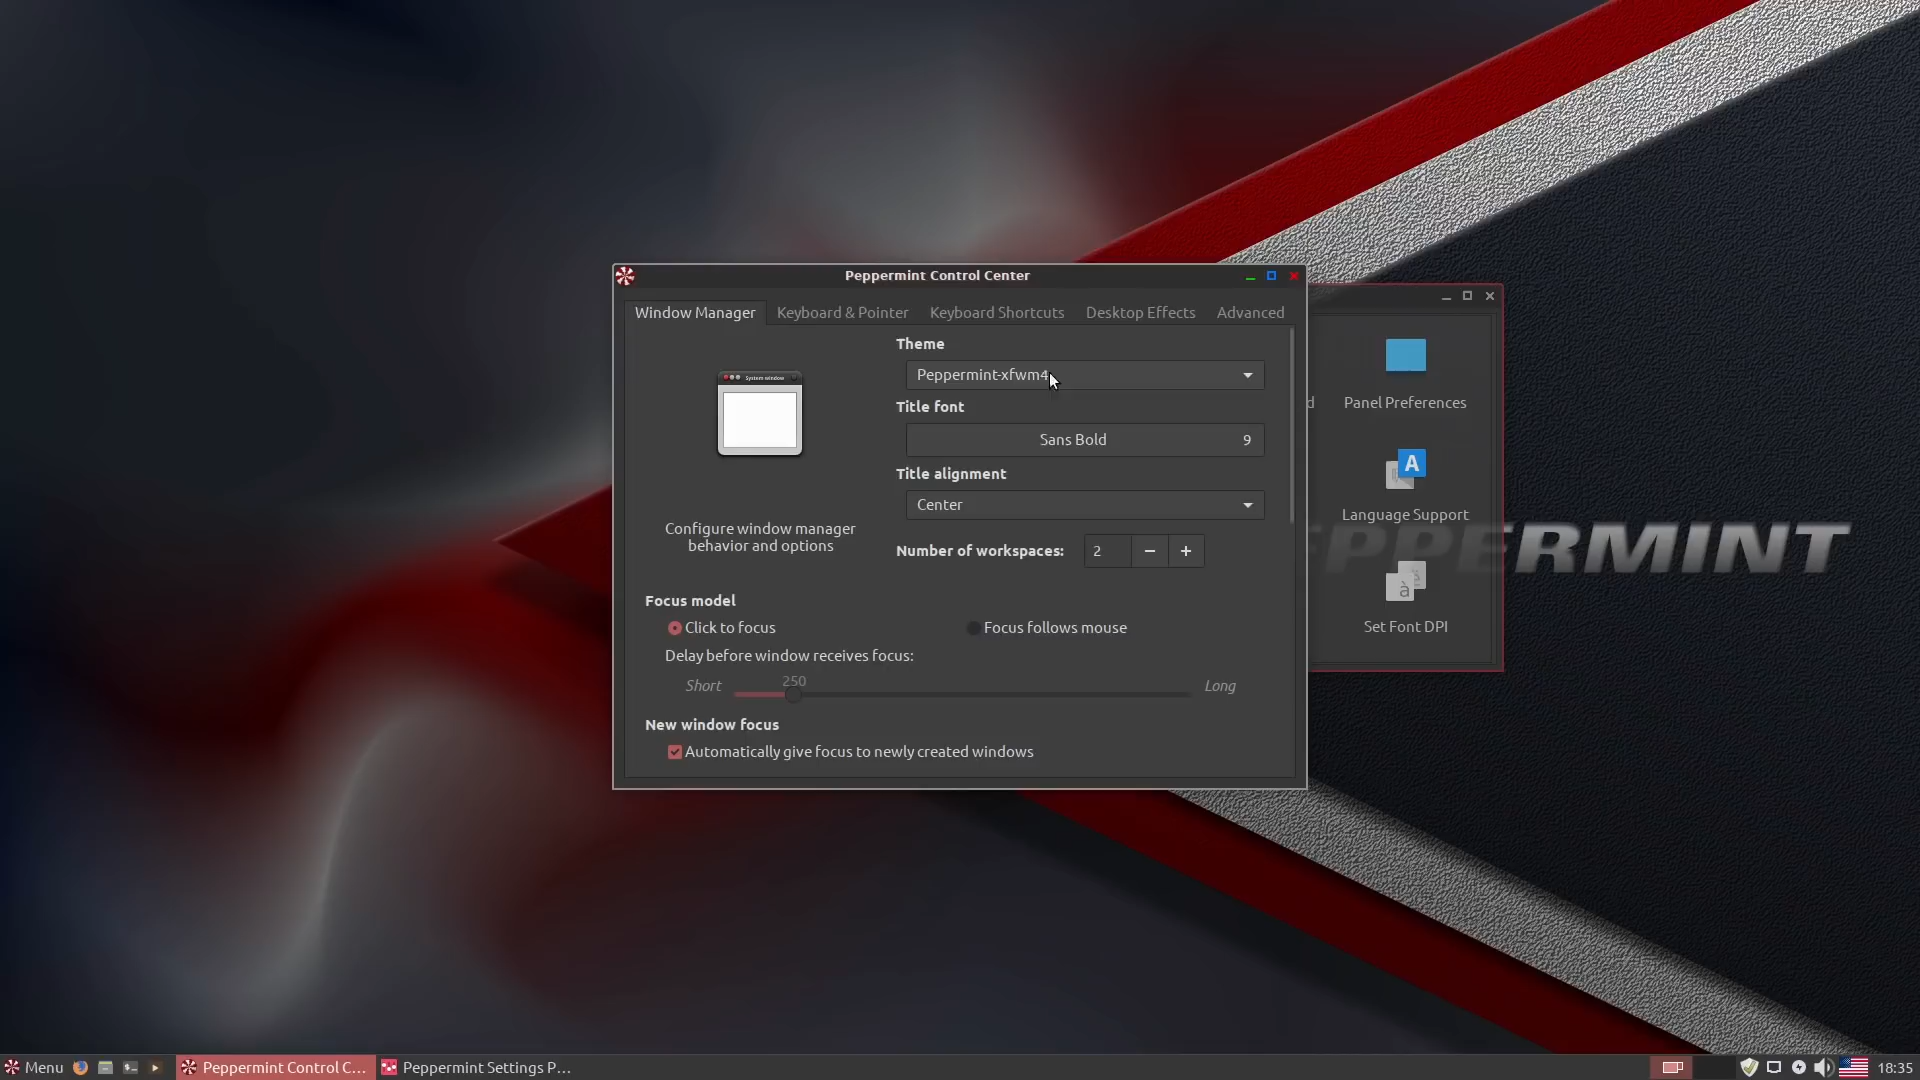 Peppermint Control Center
Window Manager Keyboard & Pointer Keyboard Shortcuts Desktop Effects Advanced
System window
Configure window manager
behavior and options
Theme
Peppermint-xfwm4
Title font
Sans Bold 9
Title alignment
Center
Number of workspaces: 2 − +
Focus model
Click to focus
Focus follows mouse
Delay before window receives focus:
Short 250 Long
New window focus
Automatically give focus to newly created windows
d
Panel Preferences
A
Language Support
à
Set Font DPI
EPPERMINT
Menu
Peppermint Control C...
Peppermint Settings P...
18:35